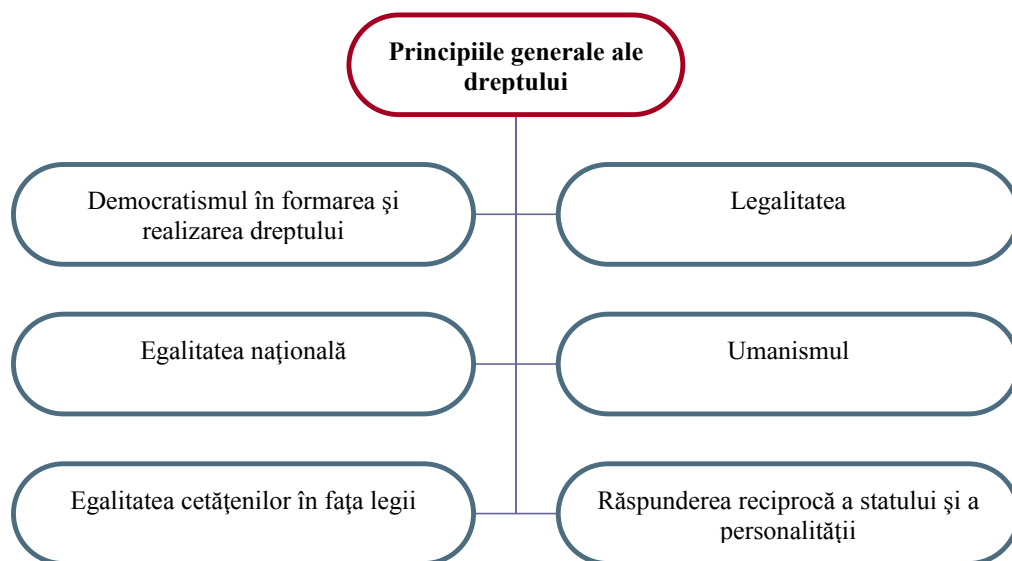 Principiile generale ale
dreptului
Democratismul în formarea şi
realizarea dreptului
Legalitatea
Egalitatea naţională
Umanismul
Egalitatea cetăţenilor în faţa legii
Răspunderea reciprocă a statului şi a
personalităţii